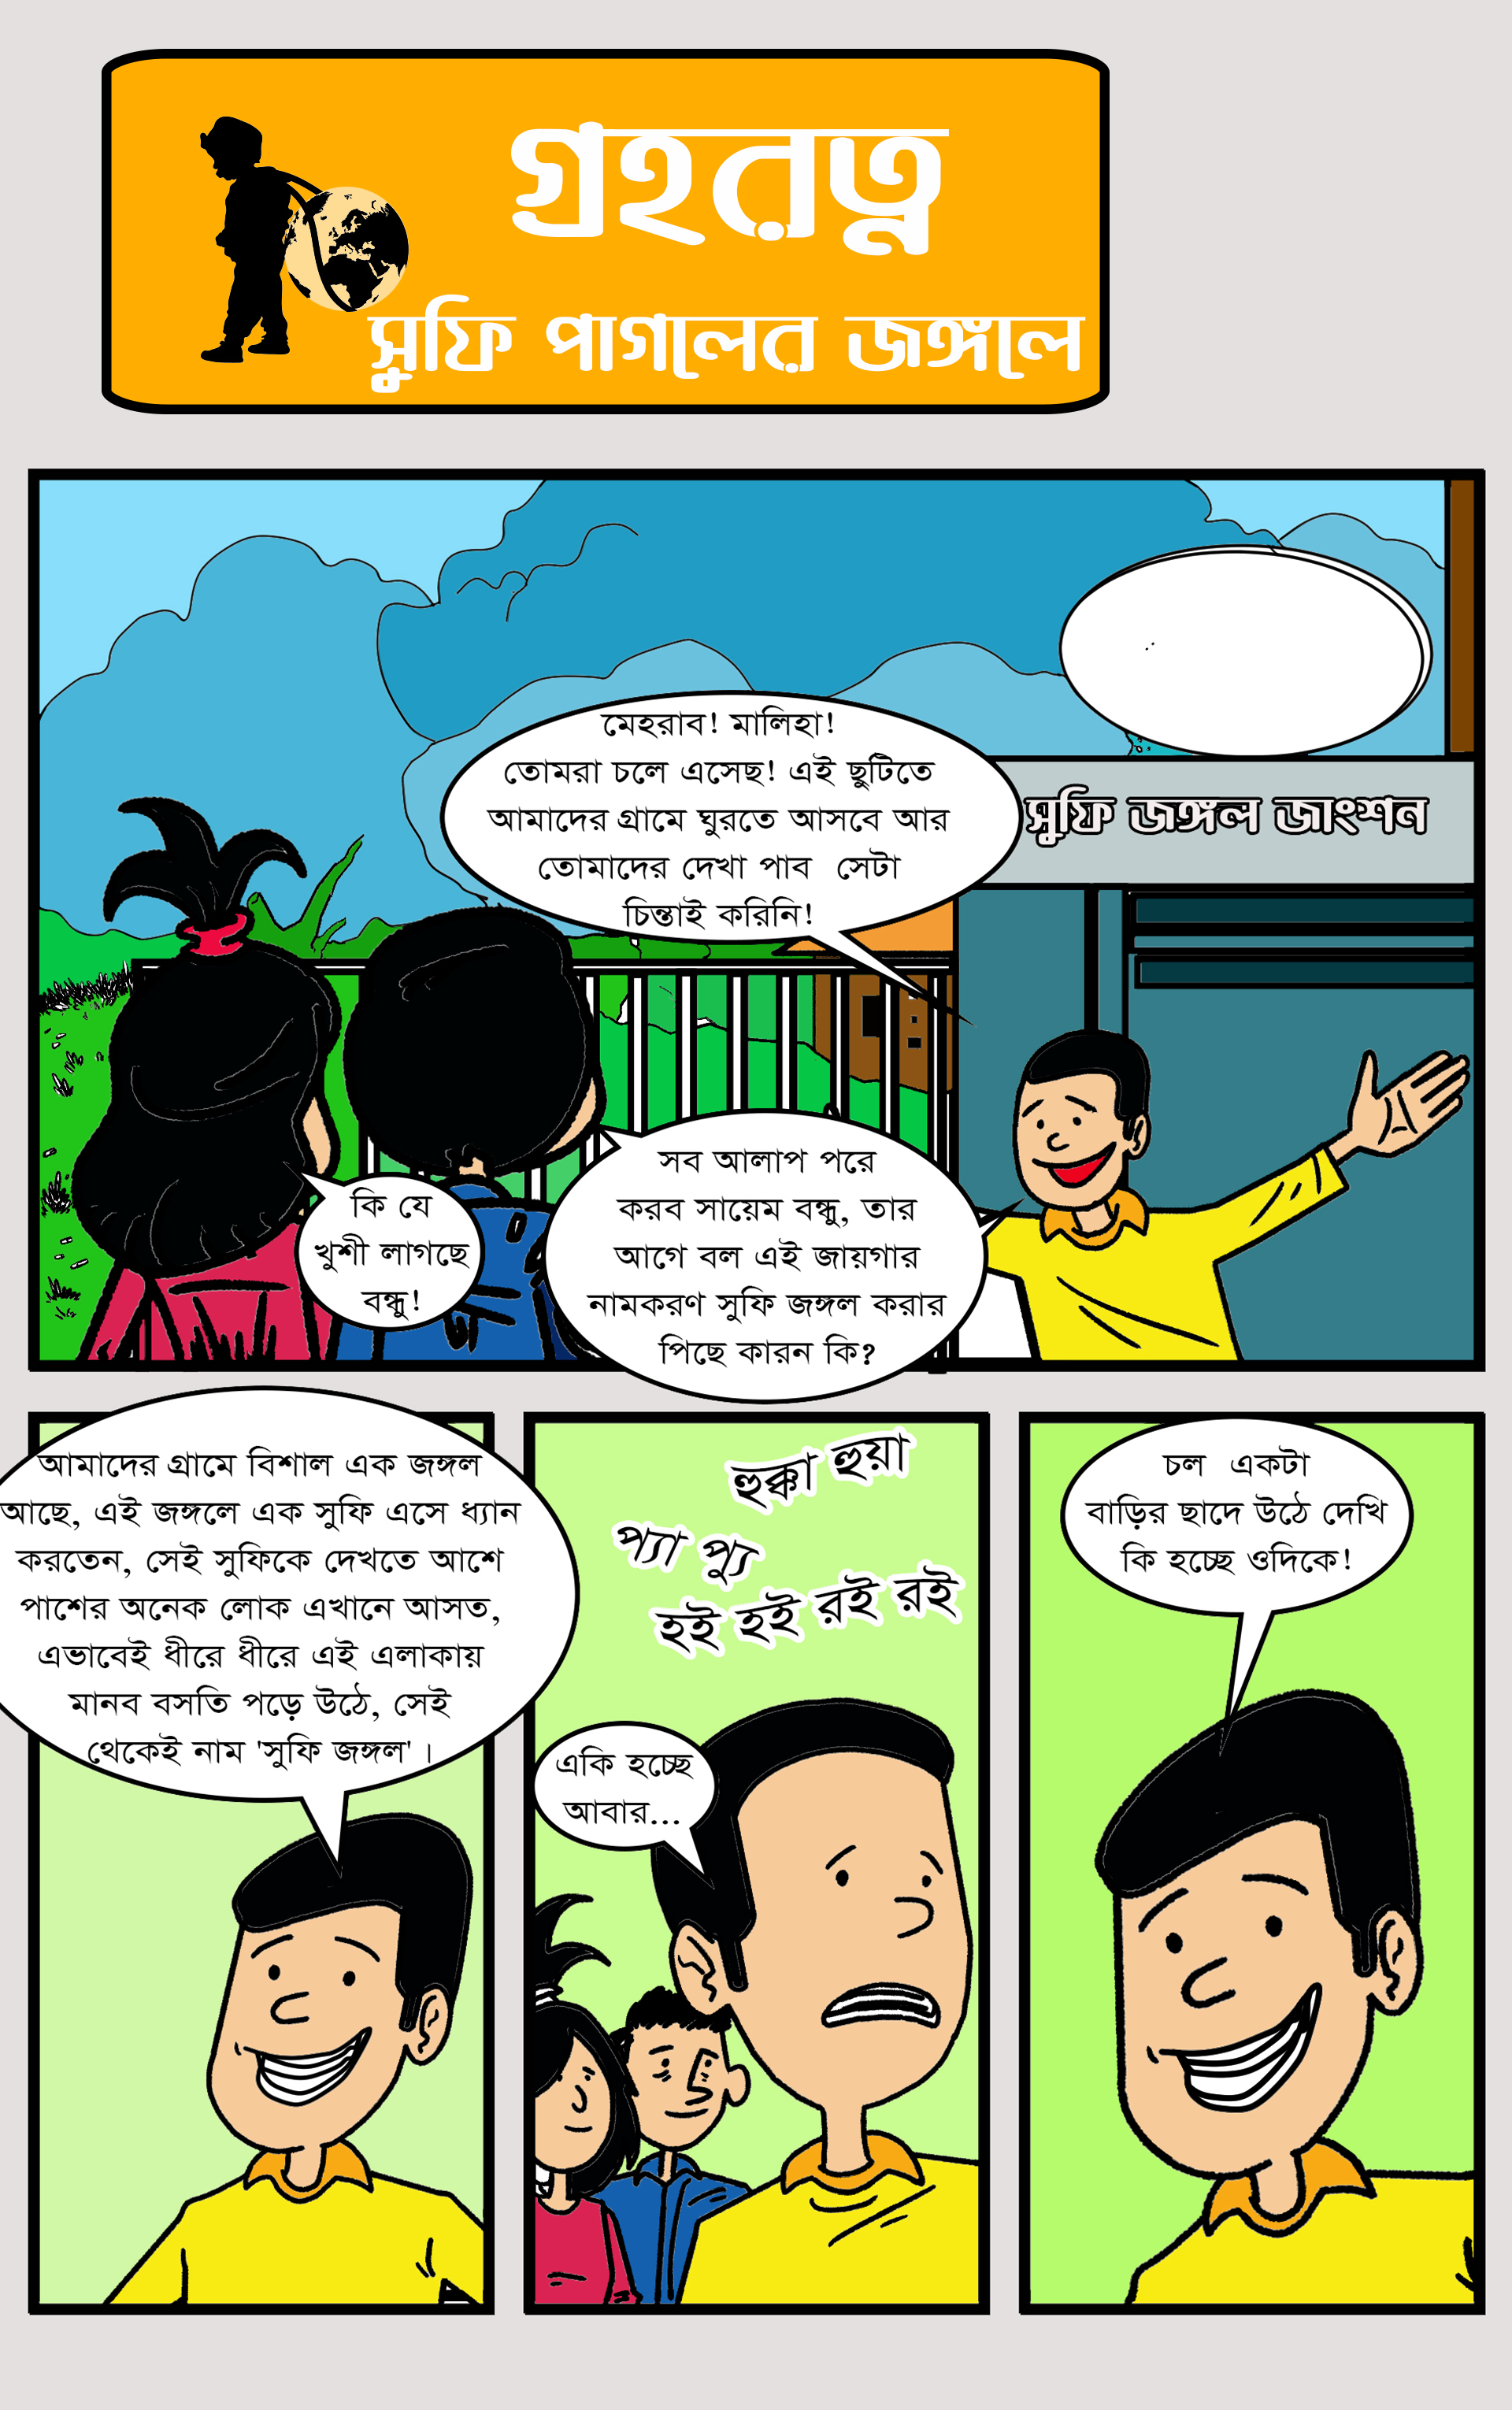 গ্রহরত্ন
সুফি পাগলের জঙ্গলে
মেহরাব! মালিহা!
তোমরা চলে এসেছ! এই ছুটিতে
আমাদের গ্রামে ঘুরতে আসবে আর
তোমাদের দেখা পাব সেটা
চিন্তাই করিনি!
সুফি জঙ্গল জাংশন
কি যে
খুশী লাগছে
বন্ধু!
সব আলাপ পরে
করব সায়েম বন্ধু, তার
আগে বল এই জায়গার
নামকরণ সুফি জঙ্গল করার
পিছে কারন কি?
আমাদের গ্রামে বিশাল এক জঙ্গল
আছে, এই জঙ্গলে এক সুফি এসে ধ্যান
করতেন, সেই সুফিকে দেখতে আশে
পাশের অনেক লোক এখানে আসত,
এভাবেই ধীরে ধীরে এই এলাকায়
মানব বসতি পড়ে উঠে, সেই
থেকেই নাম 'সুফি জঙ্গল' ।
হুক্কা হুয়া
প্যা প্যু
হই হই রই রই
একি হচ্ছে
আবার...
চল একটা
বাড়ির ছাদে উঠে দেখি
কি হচ্ছে ওদিকে!